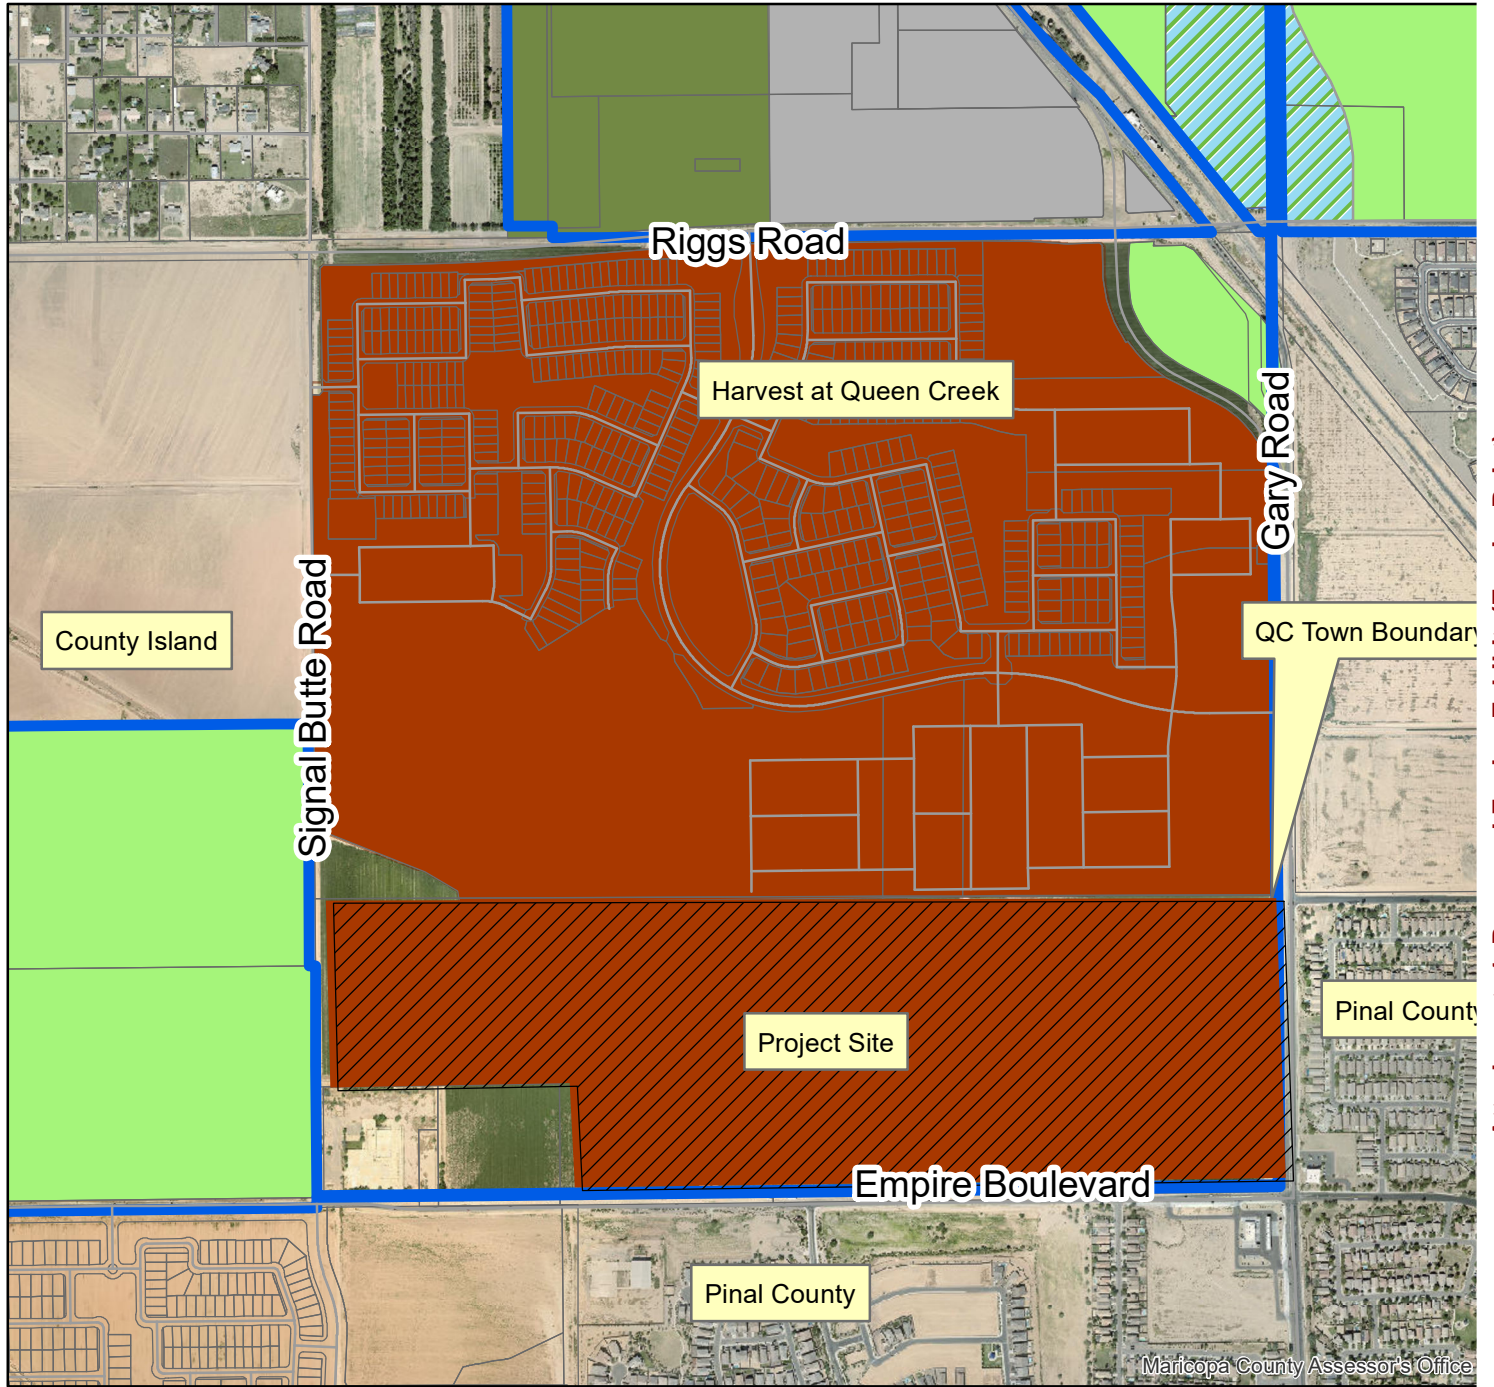 Riggs Road
Harvest at Queen Creek
Gary Road
Signal Butte Road
County Island
QC Town Boundary
Project Site
Pinal County
Empire Boulevard
Pinal County
Maricopa County Assessor's Office